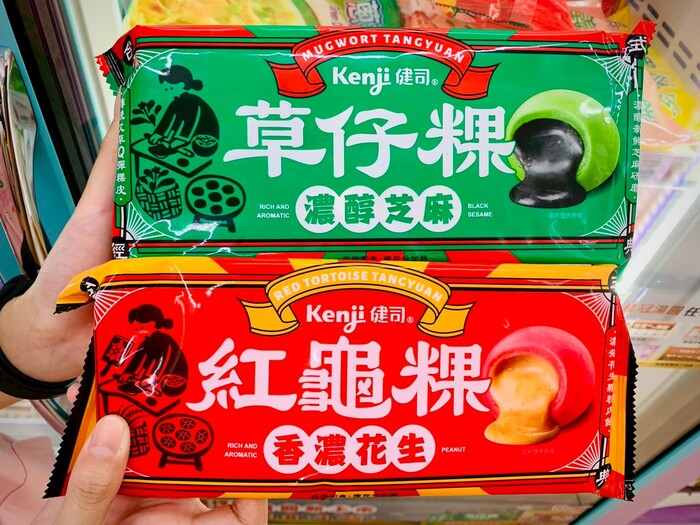 MUGWORT TANGYUAN
Kenji 健司®
草仔粿
RICH AND
AROMATIC
濃醇芝麻
BLACK
SESAME
RED TORTOISE TANGYUAN
Kenji 健司®
紅龜粿
RICH AND
AROMATIC
香濃花生
PEANUT